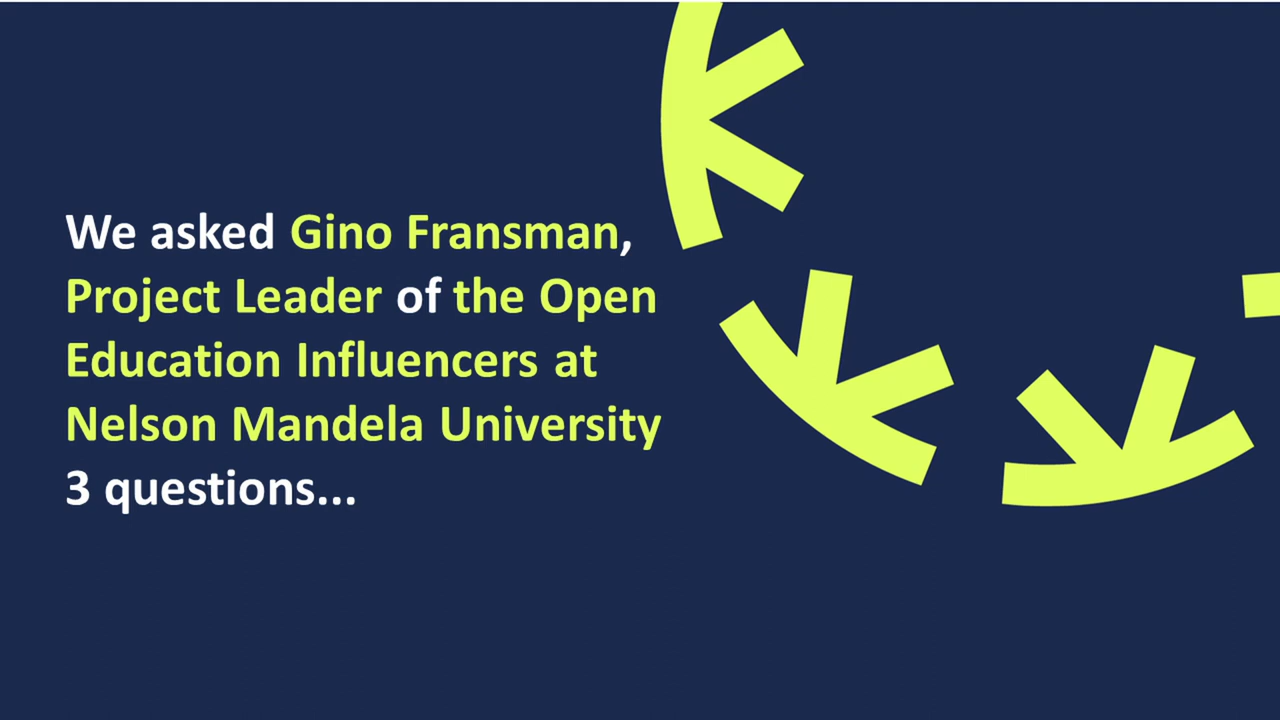 We asked Gino Fransman,
Project Leader of the Open
Education Influencers at
Nelson Mandela University
3 questions...